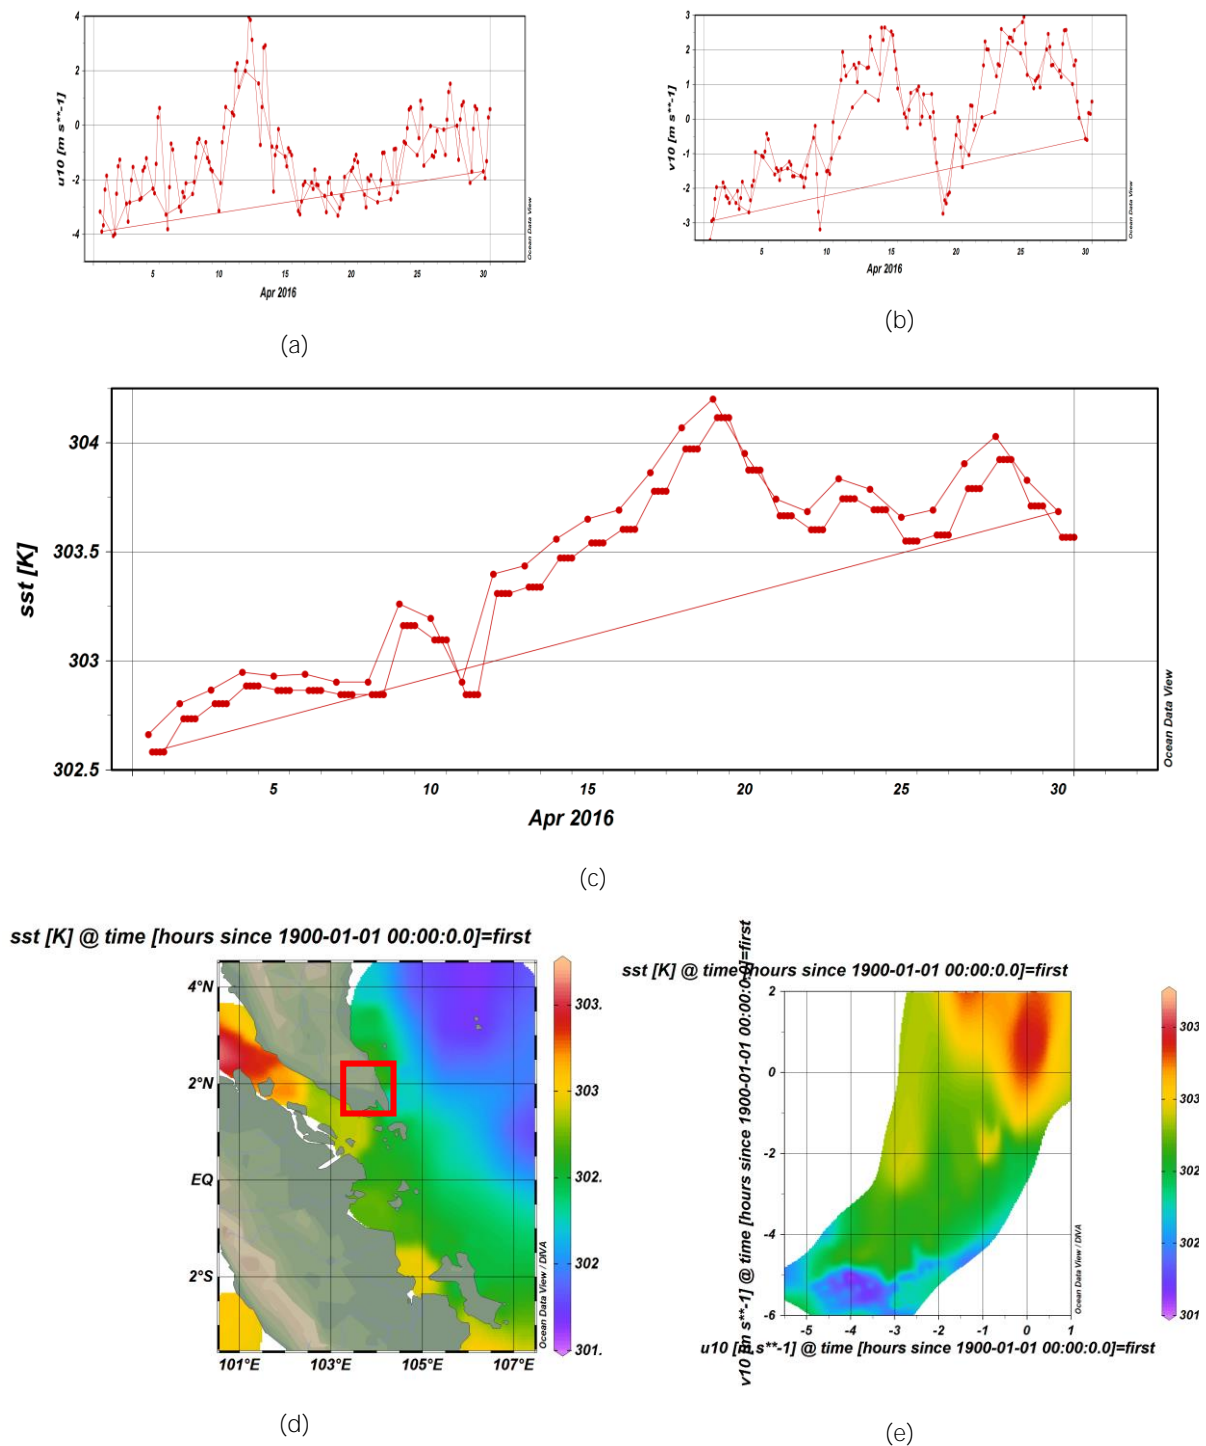 4
2
0
-2
-4
u10 [m s**-1]
5
10
15
20
25
30
Apr 2016
Ocean Data View
(a)
3
2
1
0
-1
-2
-3
v10 [m s**-1]
5
10
15
20
25
30
Apr 2016
Ocean Data View
(b)
304
303.5
303
302.5
sst [K]
5
10
15
20
25
30
Apr 2016
Ocean Data View
(c)
sst [K] @ time [hours since 1900-01-01 00:00:0.0]=first
4°N
2°N
EQ
2°S
101°E
103°E
105°E
107°E
Ocean Data View / DIVA
303.
303
302.
302
301.
(d)
sst [K] @ time [hours since 1900-01-01 00:00:0.0]=first
v10 [m s**-1] @ time [hours since 1900-01-01 00:00:0.0]=first
2
0
-2
-4
-6
-5
-4
-3
-2
-1
0
1
u10 [m s**-1] @ time [hours since 1900-01-01 00:00:0.0]=first
Ocean Data View / DIVA
303
303
302
302
301
(e)